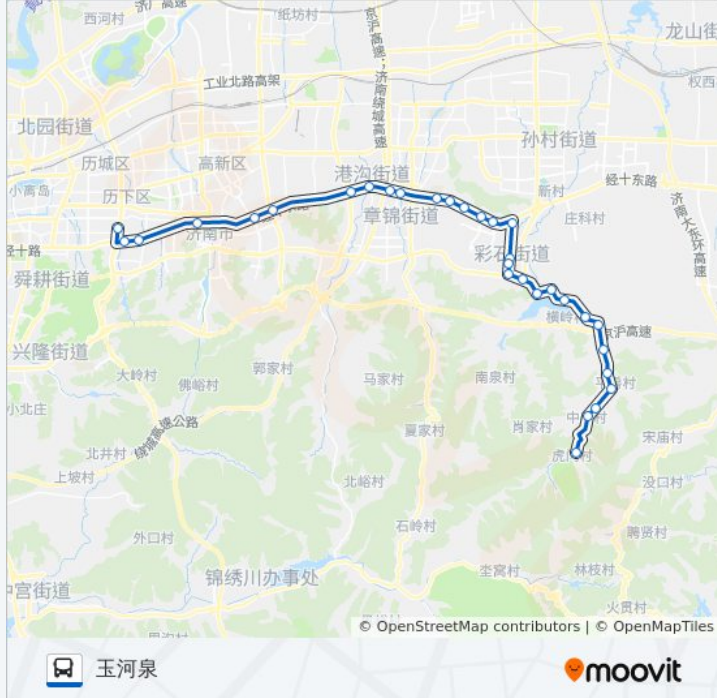 济广高速
西河村
纸坊村
京沪高速;济南绕城高速
龙山街
权西
工业北路高架
北园街道
孙村街道
历城区
高新区
港沟街道
小离岛
历下区
经十东路
新村
章锦街道
庄科村
济南市
济南大东环高速
经十路
彩石街道
舜耕街道
横岭
京沪高速
兴隆街道
大岭村
郭家村
马家村
南泉村
佛峪村
小北庄
夏家村
肖家村
中
村
宋庙村
绕城高速公路
北井村
虎门村
上坡村
北峪村
没口村
石岭村
外口村
聘贤村
锦绣川办事处
坔窝村
林枝村
中宫街道
火贯村
© OpenStreetMap contributors | © OpenMapTiles
玉河泉
moovit